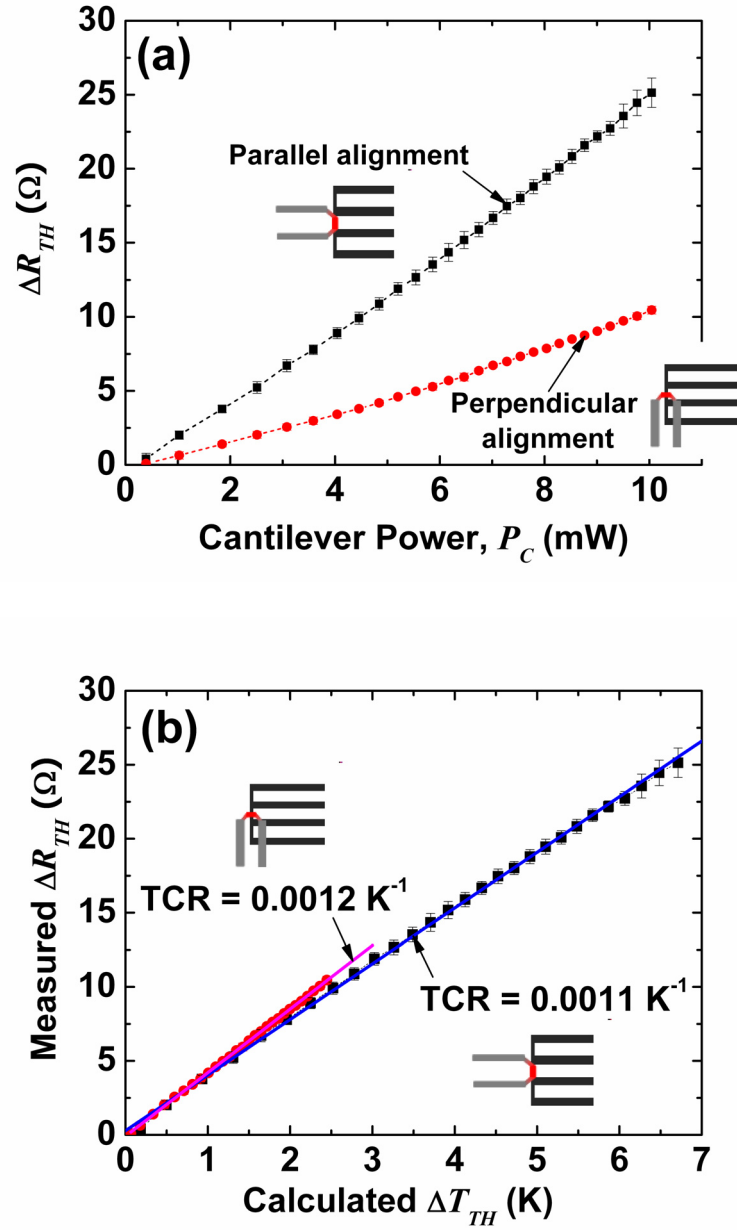 (a)
30
25
20
15
10
5
0
ΔR_TH (Ω)
Parallel alignment
Perpendicular
alignment
0 2 4 6 8 10
Cantilever Power, P_C (mW)
(b)
30
25
20
15
10
5
0
Measured ΔR_TH (Ω)
TCR = 0.0012 K⁻¹
TCR = 0.0011 K⁻¹
0 1 2 3 4 5 6 7
Calculated ΔT_TH (K)